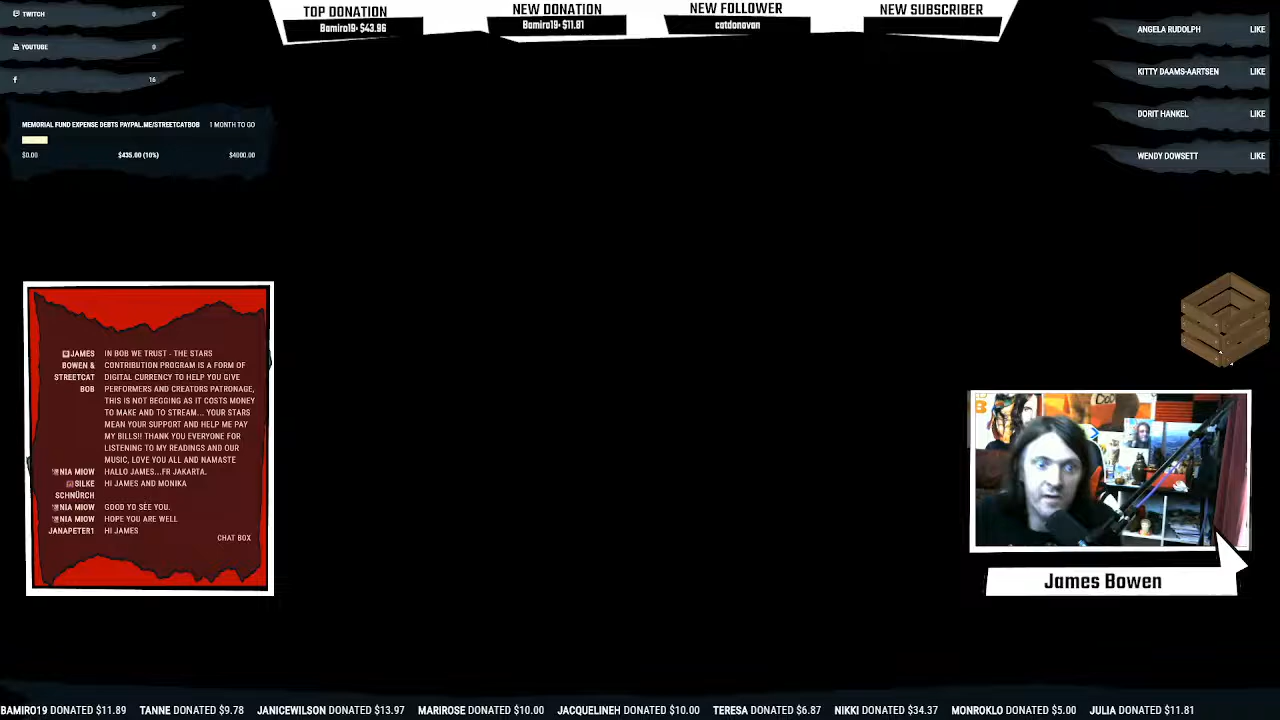 TWITCH 0
YOUTUBE 0
16
MEMORIAL FUND EXPENSE DEBTS PAYPAL.ME/STREETCATBOB 1 MONTH TO GO
$0.00 $435.00 (10%) $4000.00
TOP DONATION
Bamiro19· $43.96
NEW DONATION
Bamiro19· $11.81
NEW FOLLOWER
catdonovan
NEW SUBSCRIBER
ANGELA RUDOLPH LIKE
KITTY DAAMS-AARTSEN LIKE
DORIT HANKEL LIKE
WENDY DOWSETT LIKE
JAMES IN BOB WE TRUST - THE STARS
BOWEN & CONTRIBUTION PROGRAM IS A FORM OF
STREETCAT DIGITAL CURRENCY TO HELP YOU GIVE
BOB PERFORMERS AND CREATORS PATRONAGE,
THIS IS NOT BEGGING AS IT COSTS MONEY
TO MAKE AND TO STREAM... YOUR STARS
MEAN YOUR SUPPORT AND HELP ME PAY
MY BILLS!! THANK YOU EVERYONE FOR
LISTENING TO MY READINGS AND OUR
MUSIC, LOVE YOU ALL AND NAMASTE
NIA MIOW HALLO JAMES...FR JAKARTA.
SILKE HI JAMES AND MONIKA
SCHNÜRCH
NIA MIOW GOOD YO SÉE YOU.
NIA MIOW HOPE YOU ARE WELL
JANAPETER1 HI JAMES
CHAT BOX
James Bowen
BAMIRO19 DONATED $11.89 TANNE DONATED $9.78 JANICEWILSON DONATED $13.97 MARIROSE DONATED $10.00 JACQUELINEH DONATED $10.00 TERESA DONATED $6.87 NIKKI DONATED $34.37 MONROKLO DONATED $5.00 JULIA DONATED $11.81